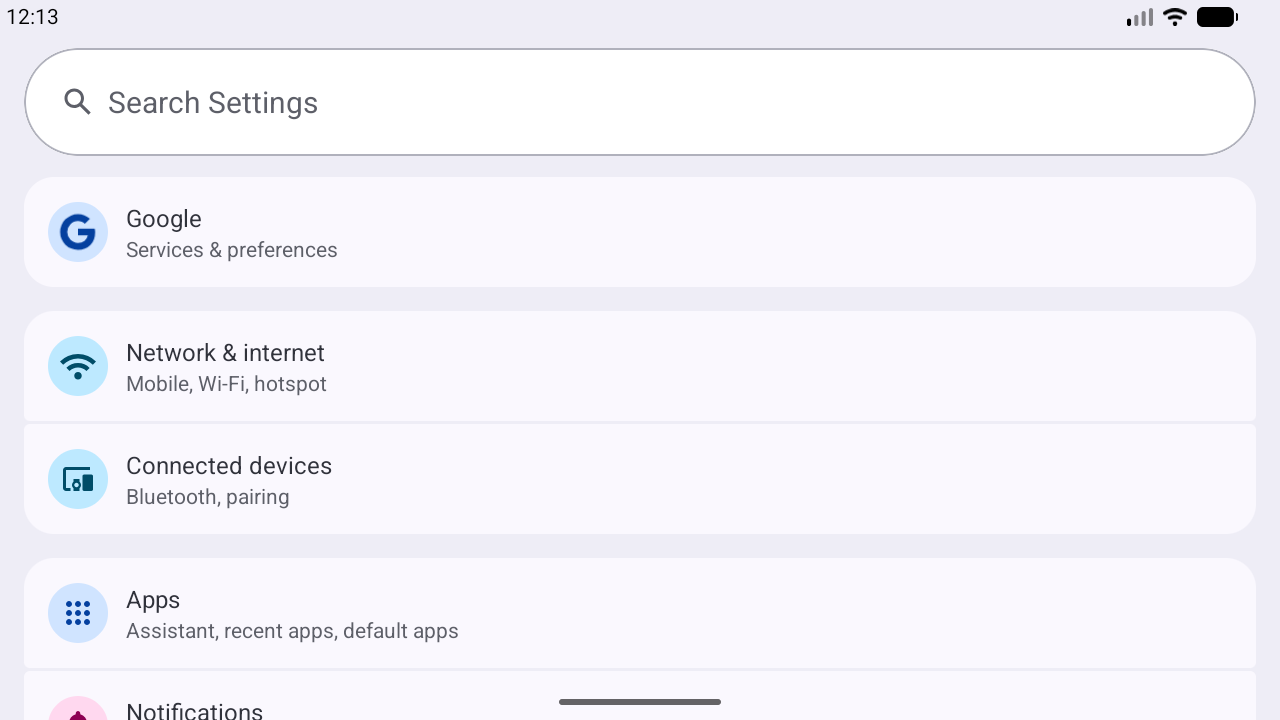 12:13
Search Settings
Google
Services & preferences
Network & internet
Mobile, Wi-Fi, hotspot
Connected devices
Bluetooth, pairing
Apps
Assistant, recent apps, default apps
Notifications